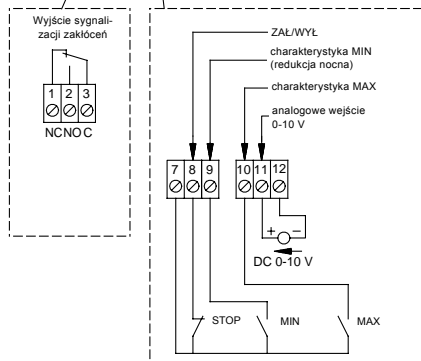 Wyjście sygnali-
zacji zakłóceń
1 2 3
NC NO C
ZAŁ/WYŁ
charakterystyka MIN
(redukcja nocna)
charakterystyka MAX
analogowe wejście
0-10 V
7 8 9 10 11 12
+ −
DC 0-10 V
STOP MIN MAX